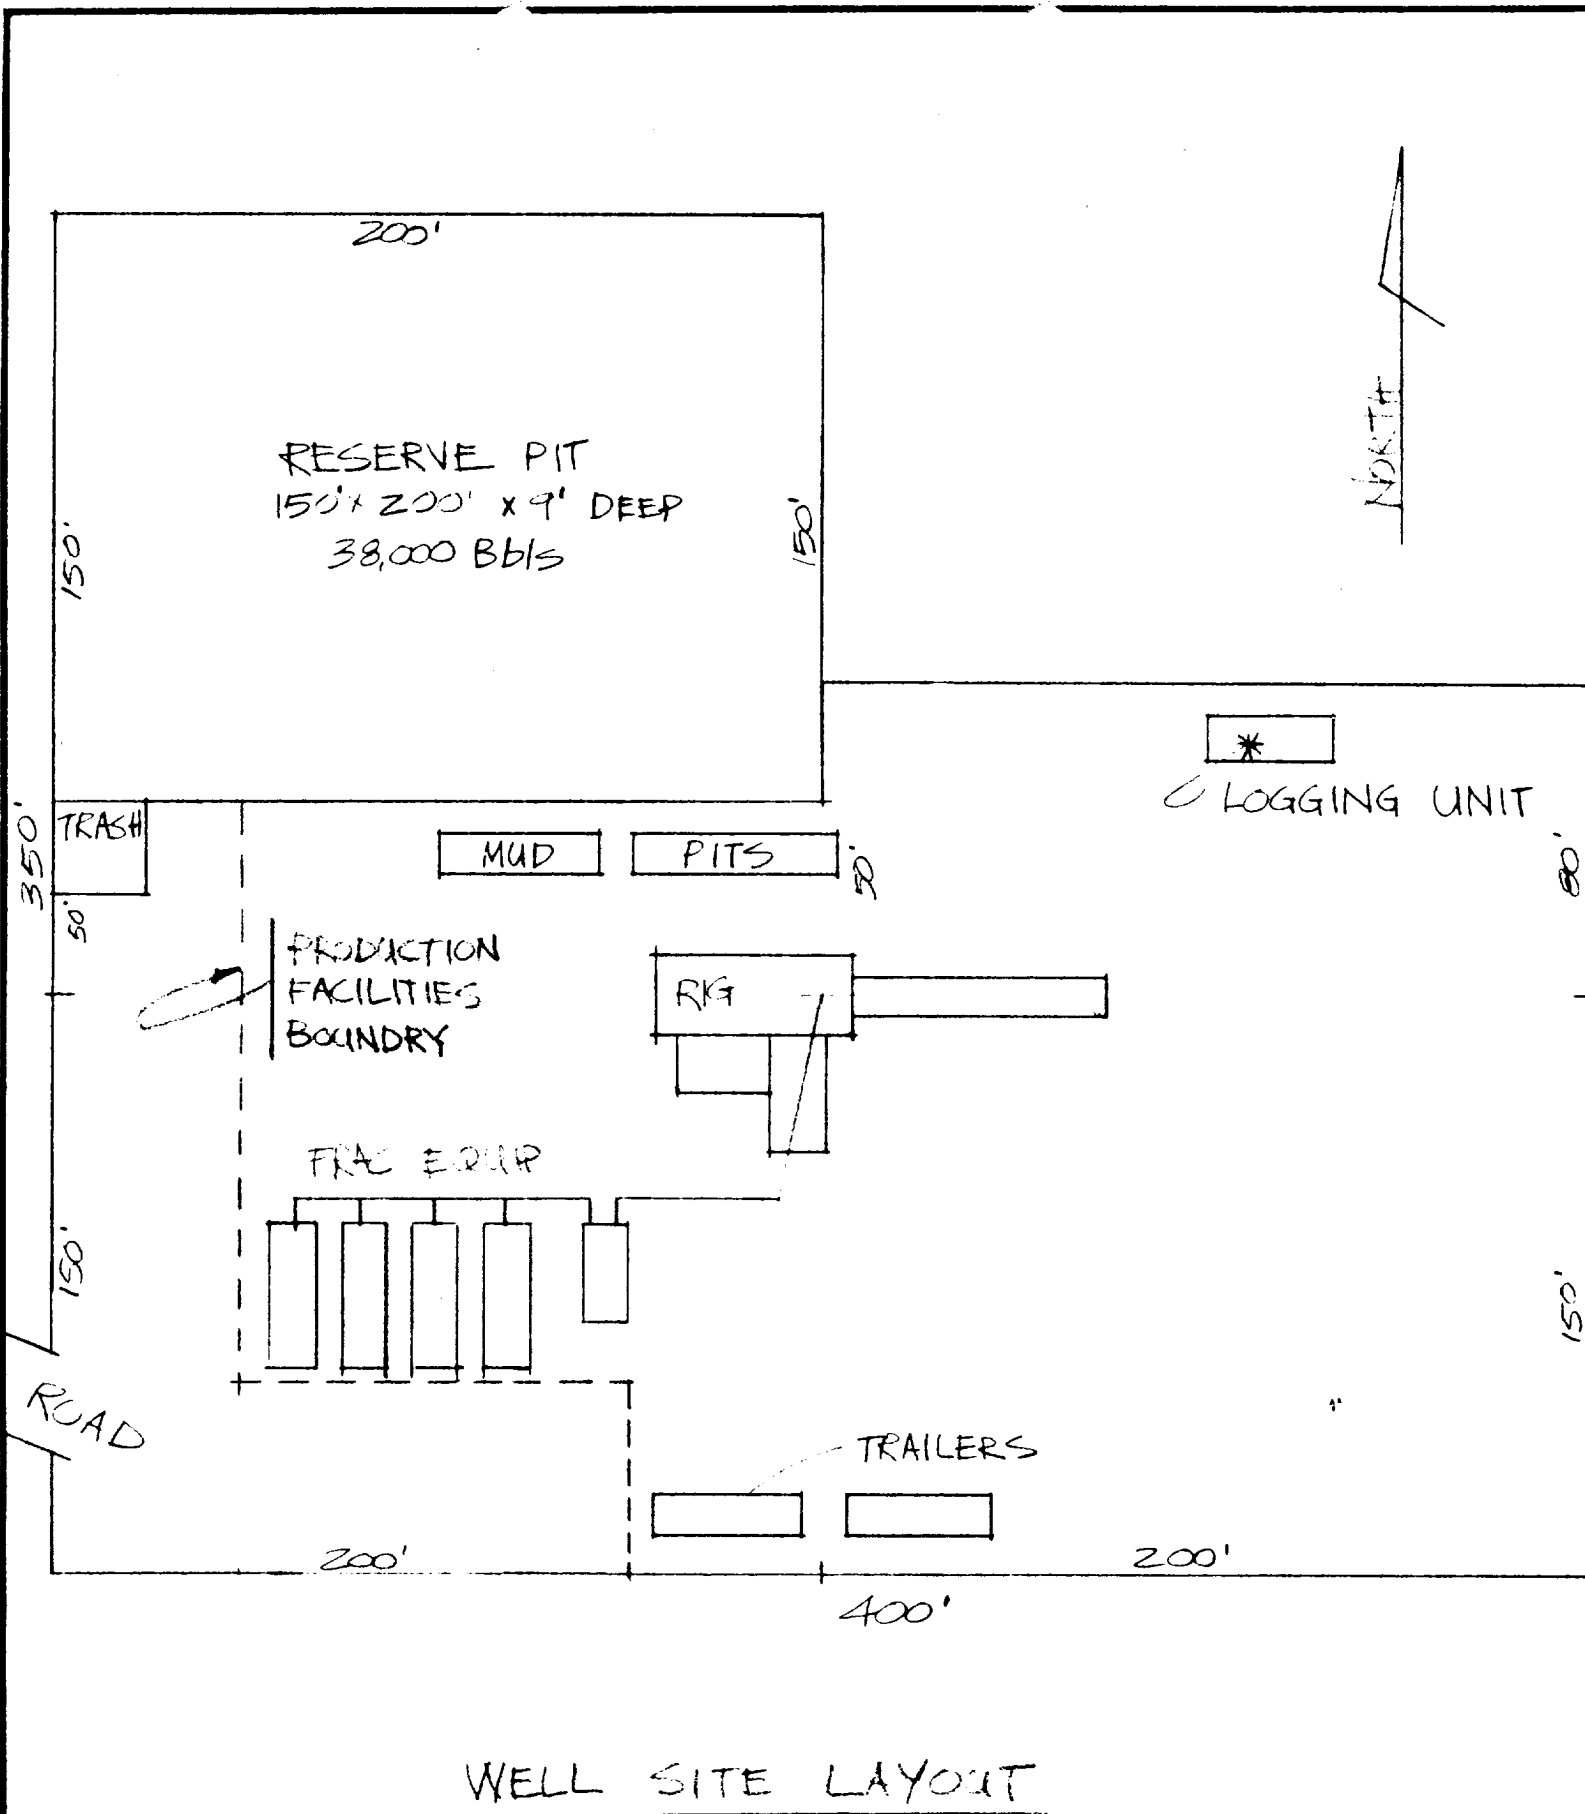 200'
NORTH
RESERVE PIT
150' x 200' x 9' DEEP
38,000 Bbls
150'
150'
*
LOGGING UNIT
350'
TRASH
MUD
PITS
50'
80'
50'
PRODUCTION
FACILITIES
BOUNDRY
RIG
FRAC EQUIP
150'
150'
ROAD
TRAILERS
200'
200'
400'
WELL SITE LAYOUT